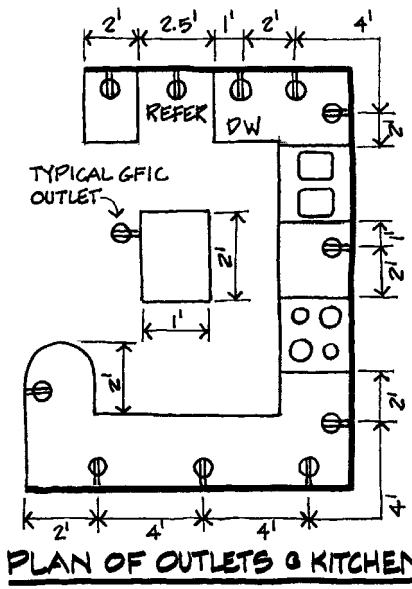 2' 2.5' 1' 2' 4'
REFER
DW
2'
TYPICAL GFIC
OUTLET
1'
2'
2'
1'
2'
2'
4'
2' 4' 4'
PLAN OF OUTLETS @ KITCHEN